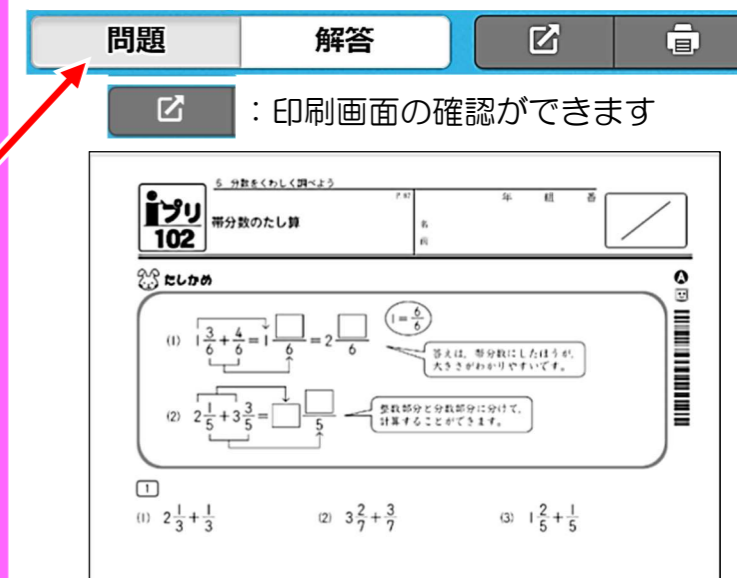 問題 解答
：印刷画面の確認ができます
5 分数をくわしく調べよう
iプリ
102
帯分数のたし算
年 組 番
名
前
たしかめ
A
(1) 1 3/6 + 4/6 = 1 □/6 = 2 □/6
1 = 6/6
答えは，帯分数にしたほうが，
大きさがわかりやすいです。
(2) 2 1/5 + 3 3/5 = □ □/5
整数部分と分数部分に分けて，
計算することができます。
1
(1) 2 1/3 + 1/3 (2) 3 2/7 + 3/7 (3) 1 2/5 + 1/5